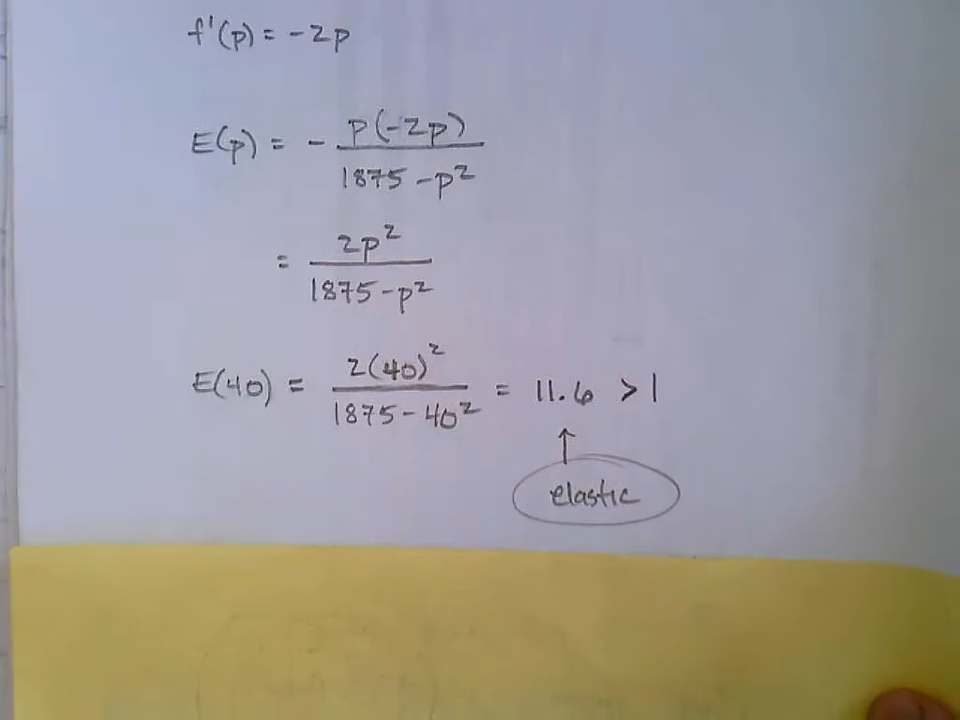 f'(p) = -2p
E(p) = - p(-2p) / 1875 - p²
= 2p² / 1875 - p²
E(40) = 2(40)² / 1875 - 40² = 11.6 > 1
↑
elastic